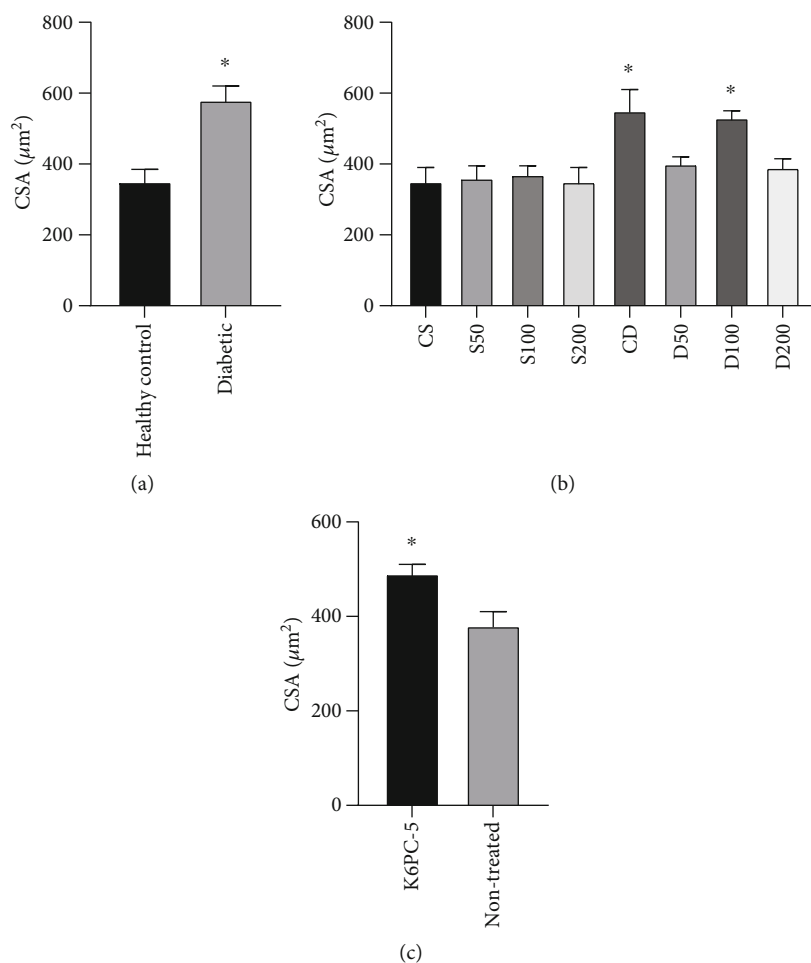 800
600
400
200
0
CSA (μm²)
*
Healthy control
Diabetic
(a)
800
600
400
200
0
CSA (μm²)
*
*
CS
S50
S100
S200
CD
D50
D100
D200
(b)
600
400
200
0
CSA (μm²)
*
K6PC-5
Non-treated
(c)